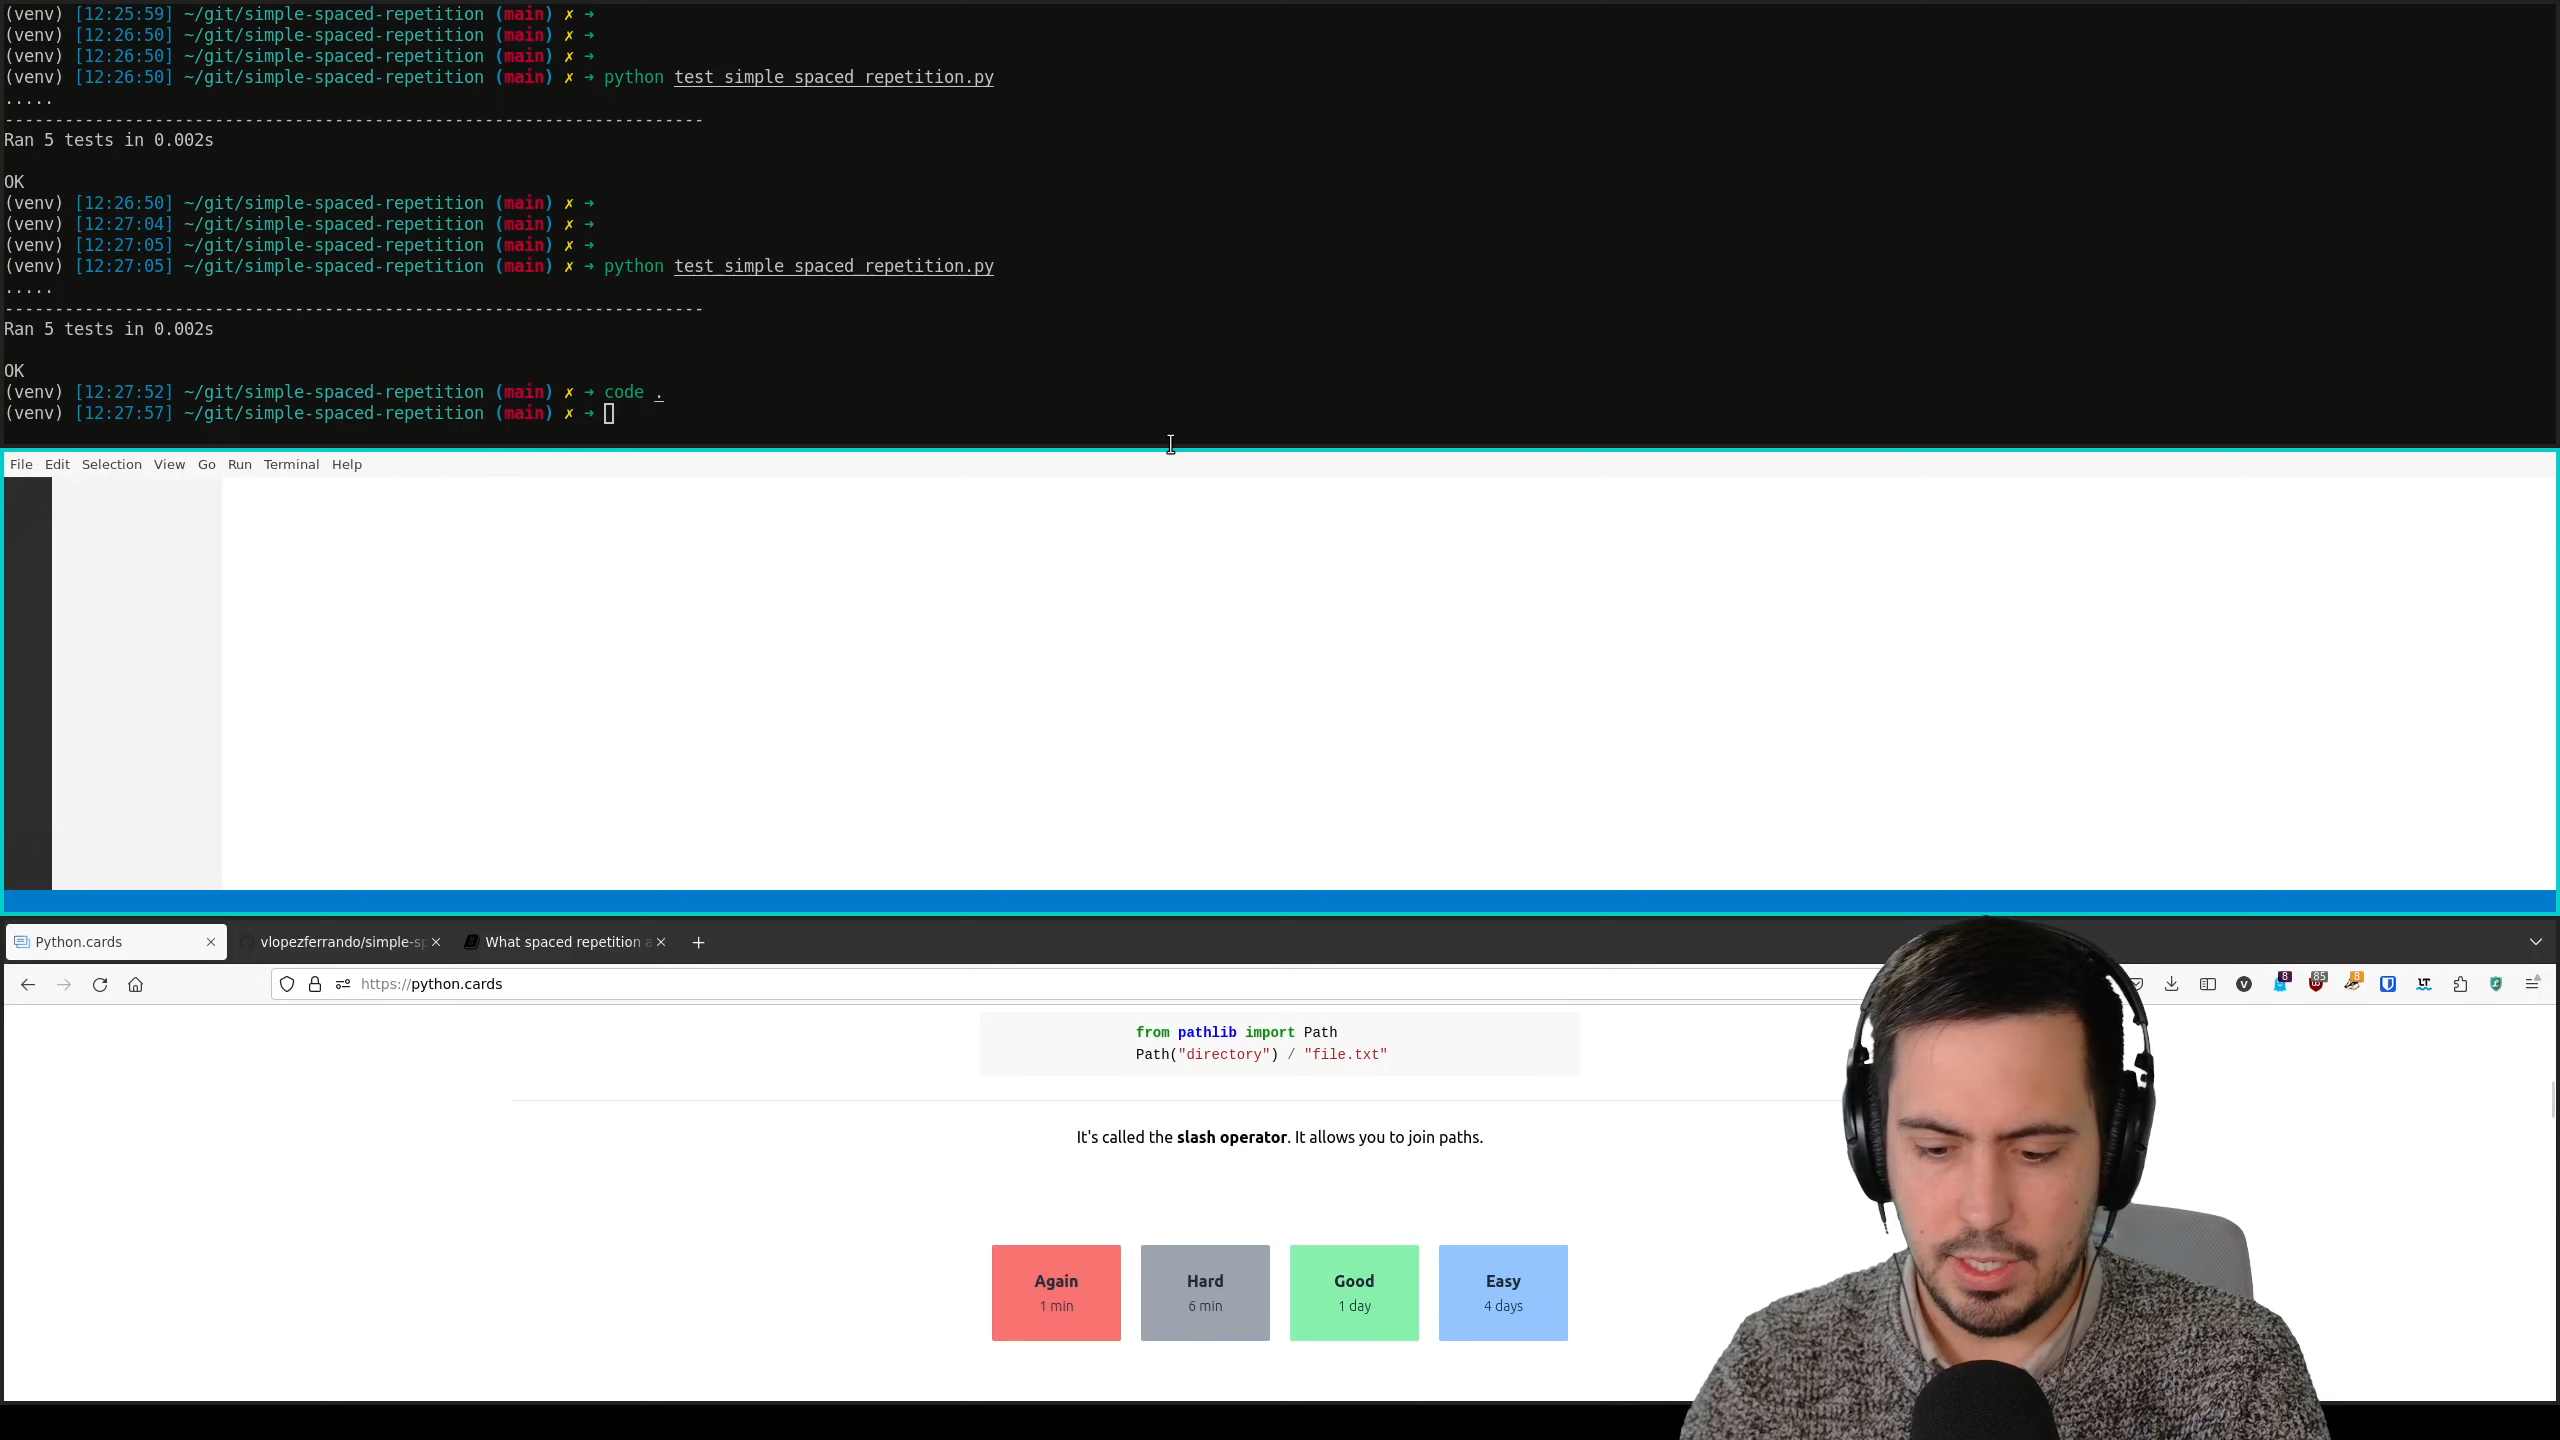 (venv) [12:25:59] ~/git/simple-spaced-repetition (main) ✗ →
(venv) [12:26:50] ~/git/simple-spaced-repetition (main) ✗ →
(venv) [12:26:50] ~/git/simple-spaced-repetition (main) ✗ →
(venv) [12:26:50] ~/git/simple-spaced-repetition (main) ✗ → python test_simple_spaced_repetition.py
.....
----------------------------------------------------------------------
Ran 5 tests in 0.002s
OK
(venv) [12:26:50] ~/git/simple-spaced-repetition (main) ✗ →
(venv) [12:27:04] ~/git/simple-spaced-repetition (main) ✗ →
(venv) [12:27:05] ~/git/simple-spaced-repetition (main) ✗ →
(venv) [12:27:05] ~/git/simple-spaced-repetition (main) ✗ → python test_simple_spaced_repetition.py
.....
----------------------------------------------------------------------
Ran 5 tests in 0.002s
OK
(venv) [12:27:52] ~/git/simple-spaced-repetition (main) ✗ → code .
(venv) [12:27:57] ~/git/simple-spaced-repetition (main) ✗ →
File Edit Selection View Go Run Terminal Help
Python.cards vlopezferrando/simple-sp What spaced repetition a
https://python.cards V 8 85 8 LT
from pathlib import Path
Path("directory") / "file.txt"
It's called the slash operator. It allows you to join paths.
Again Hard Good Easy
1 min 6 min 1 day 4 days